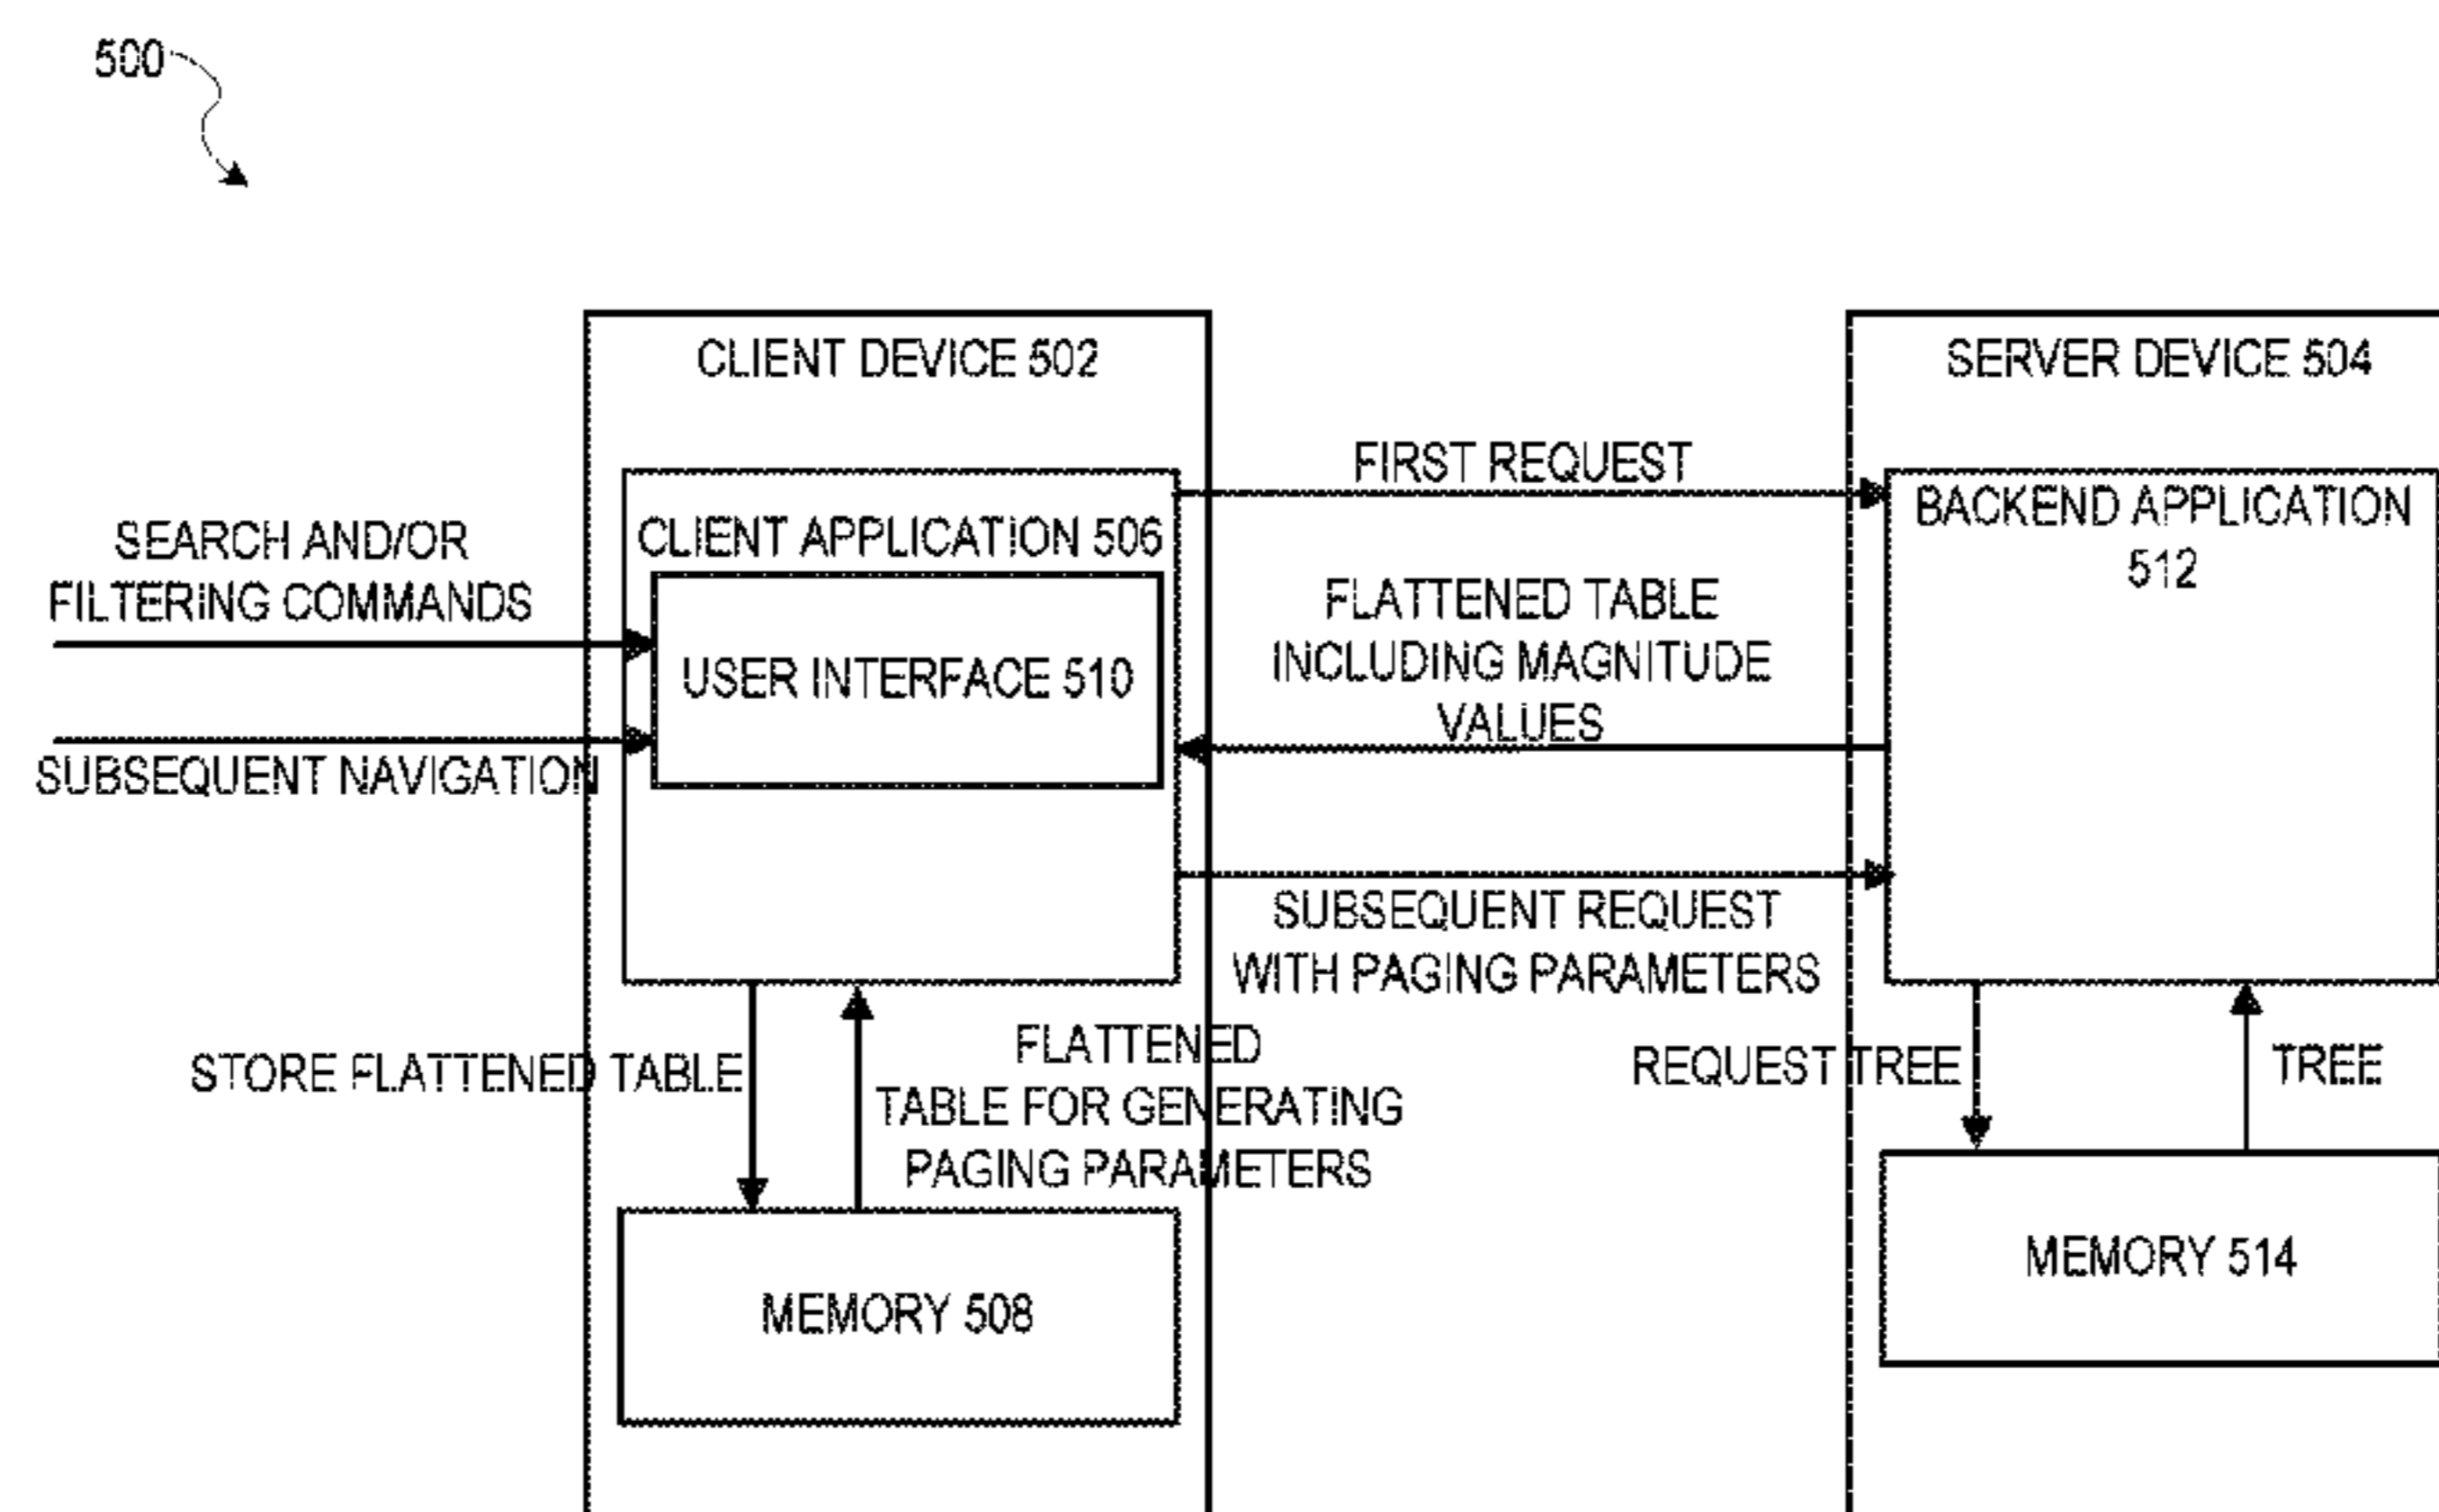 500
CLIENT DEVICE 502
SERVER DEVICE 504
FIRST REQUEST
BACKEND APPLICATION
512
SEARCH AND/OR
FILTERING COMMANDS
CLIENT APPLICATION 506
FLATTENED TABLE
INCLUDING MAGNITUDE
VALUES
USER INTERFACE 510
SUBSEQUENT NAVIGATION
SUBSEQUENT REQUEST
WITH PAGING PARAMETERS
STORE FLATTENED TABLE
FLATTENED
TABLE FOR GENERATING
PAGING PARAMETERS
REQUEST TREE
TREE
MEMORY 508
MEMORY 514